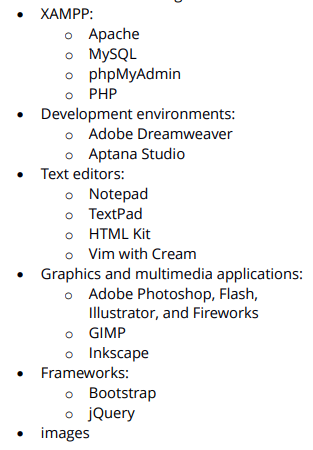 • XAMPP:
o Apache
o MySQL
o phpMyAdmin
o PHP
• Development environments:
o Adobe Dreamweaver
o Aptana Studio
• Text editors:
o Notepad
o TextPad
o HTML Kit
o Vim with Cream
• Graphics and multimedia applications:
o Adobe Photoshop, Flash,
Illustrator, and Fireworks
o GIMP
o Inkscape
• Frameworks:
o Bootstrap
o jQuery
• images